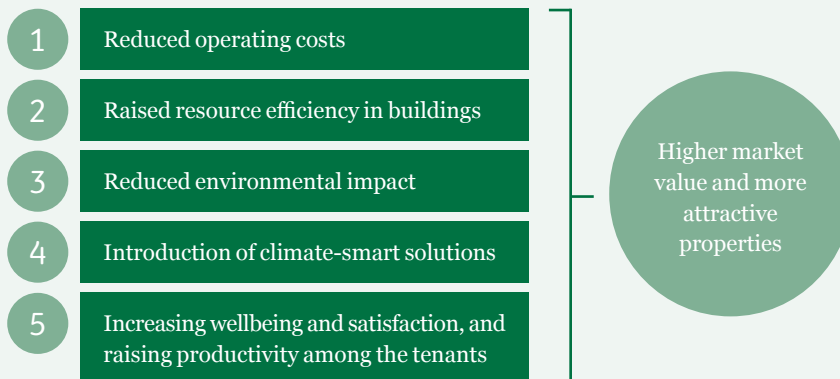 1
Reduced operating costs
2
Raised resource efficiency in buildings
3
Reduced environmental impact
4
Introduction of climate-smart solutions
5
Increasing wellbeing and satisfaction, and
raising productivity among the tenants
Higher market
value and more
attractive
properties